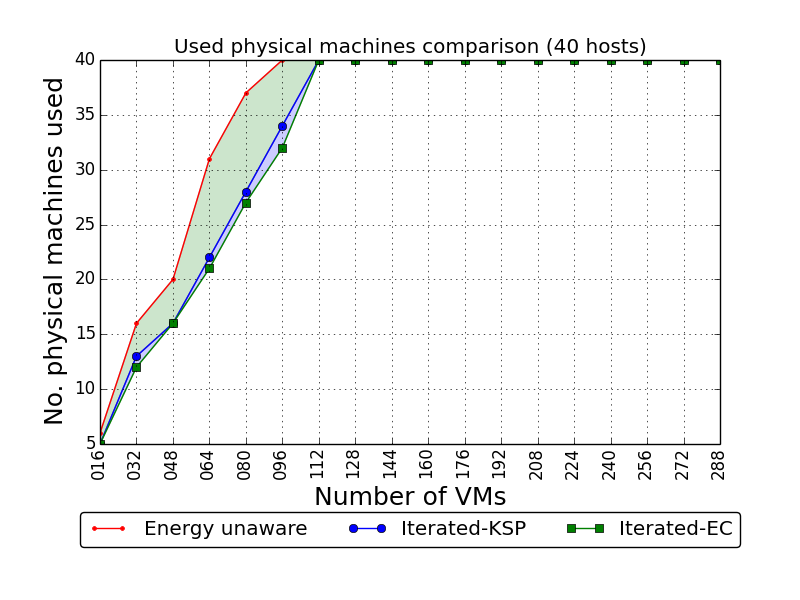 Used physical machines comparison (40 hosts)
No. physical machines used
40
35
30
25
20
15
10
5
016 032 048 064 080 096 112 128 144 160 176 192 208 224 240 256 272 288
Number of VMs
Energy unaware Iterated-KSP Iterated-EC